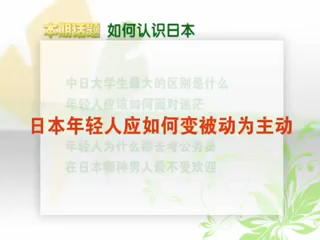 本期话题 如何认识日本
中日大学生最大的区别是什么
年轻人应该如何面对迷茫
日本年轻人应如何变被动为主动
年轻人为什么都去考公务员
在日本哪种男人最不受欢迎